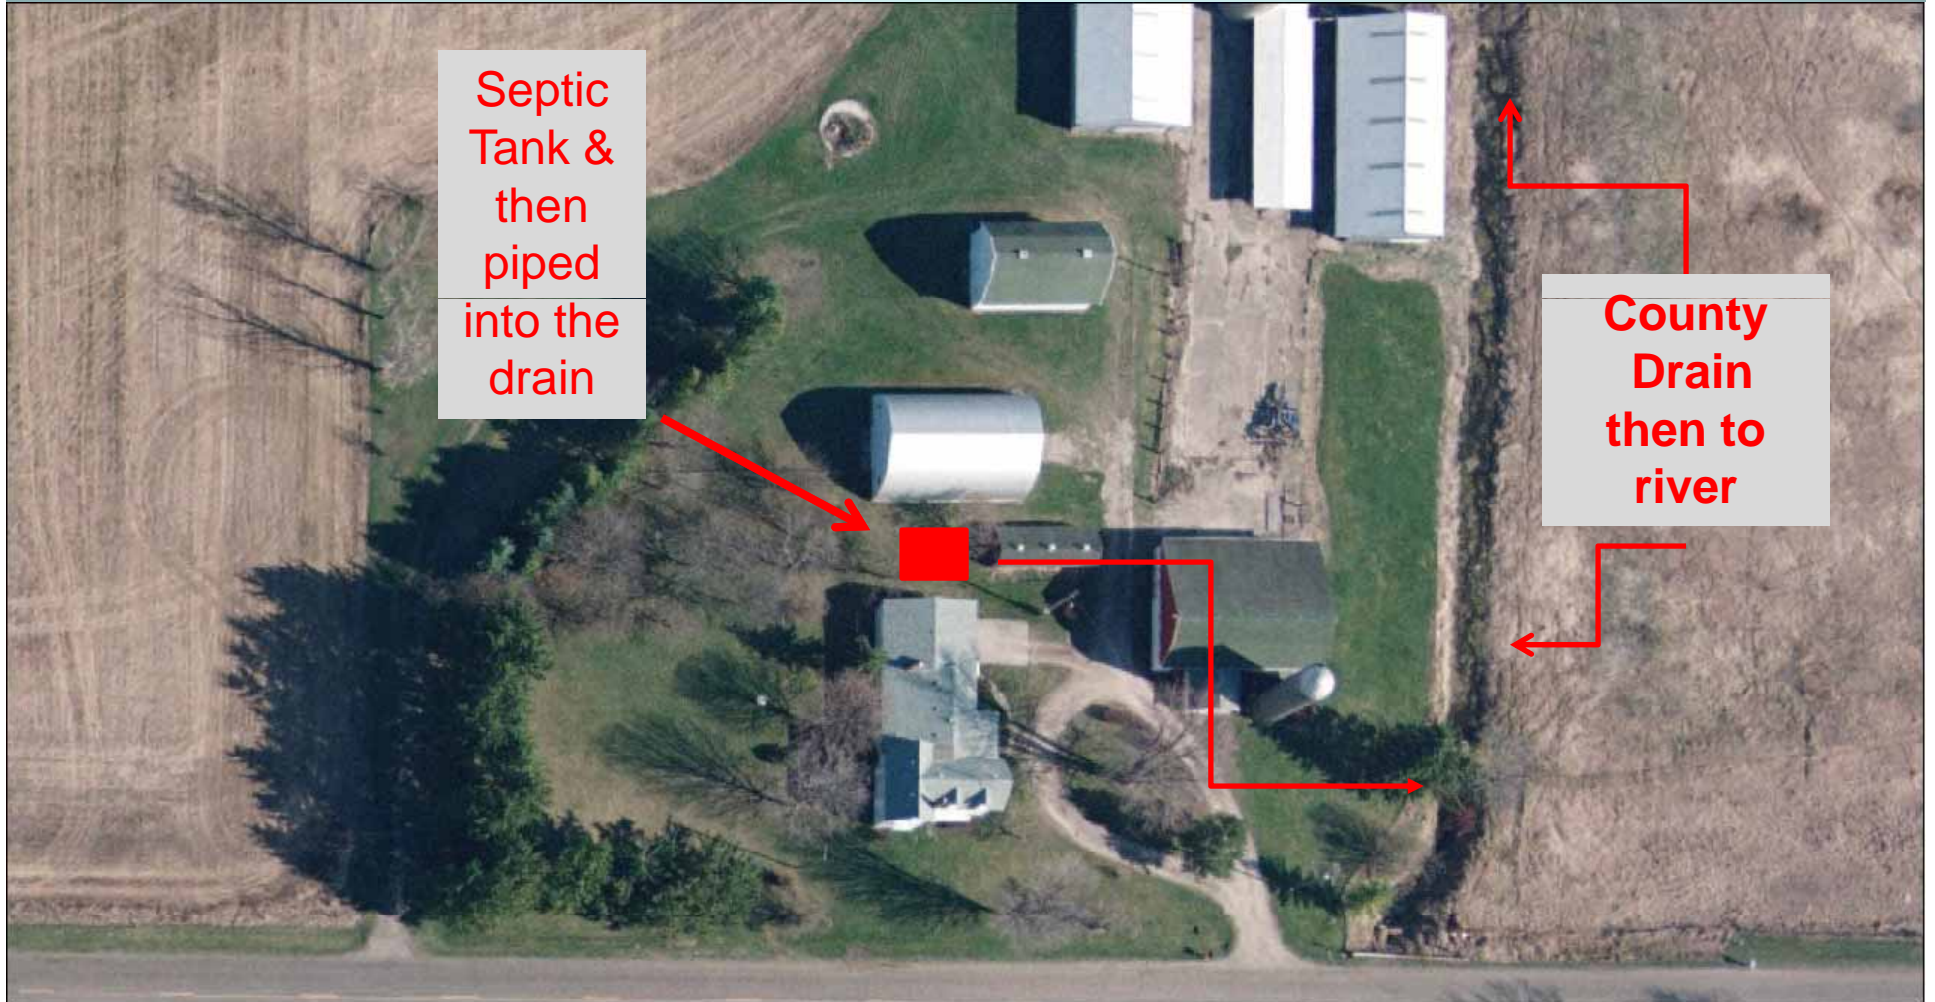 Septic
Tank &
then
piped
into the
drain
County
Drain
then to
river